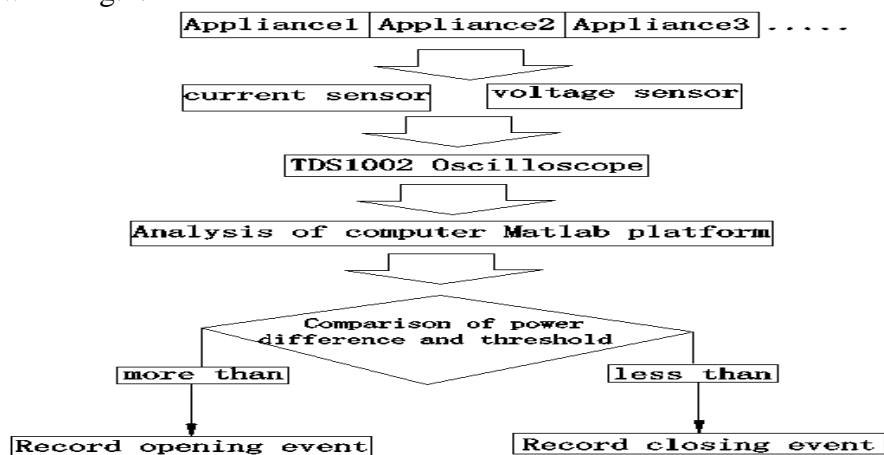 Appliance1 Appliance2 Appliance3 .....
current sensor voltage sensor
TDS1002 Oscilloscope
Analysis of computer Matlab platform
Comparison of power
difference and threshold
more than less than
Record opening event Record closing event